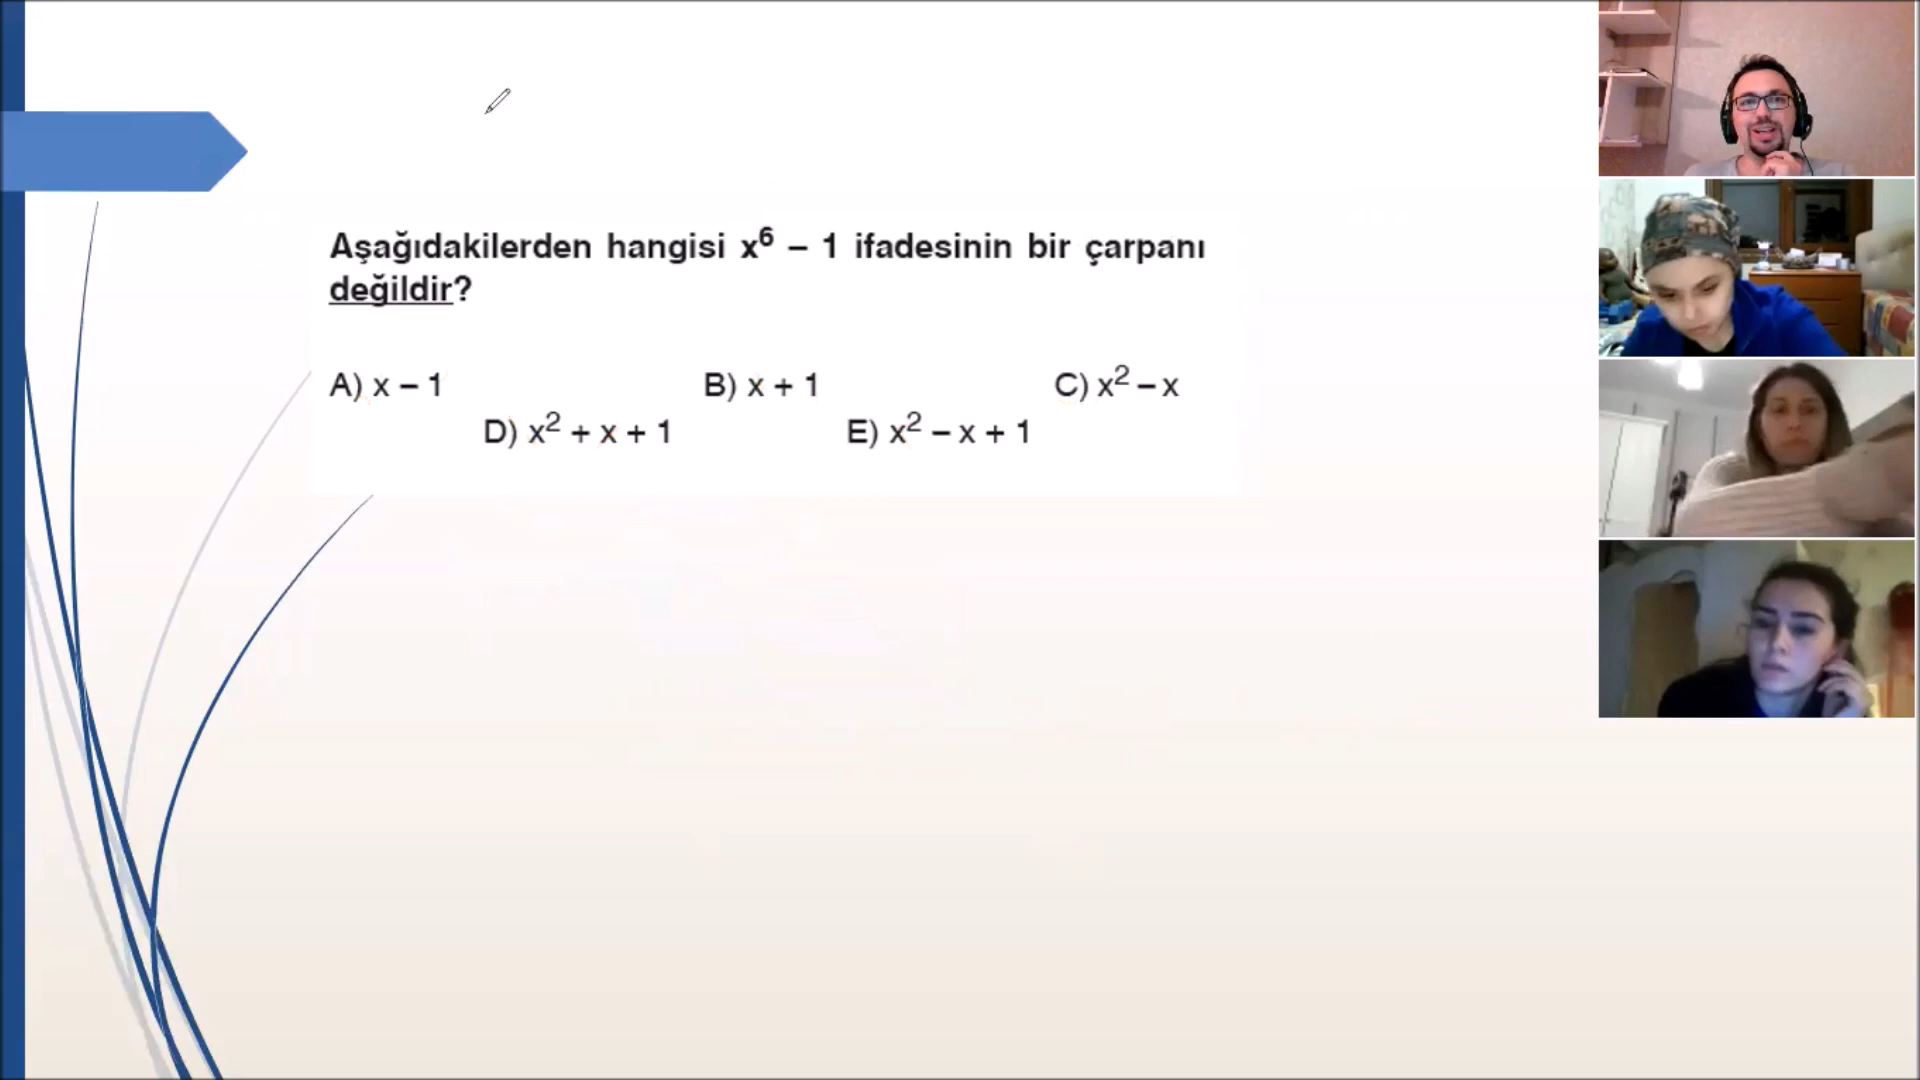 Aşağıdakilerden hangisi x⁶ – 1 ifadesinin bir çarpanı
değildir?
A) x – 1 B) x + 1 C) x² – x
D) x² + x + 1 E) x² – x + 1